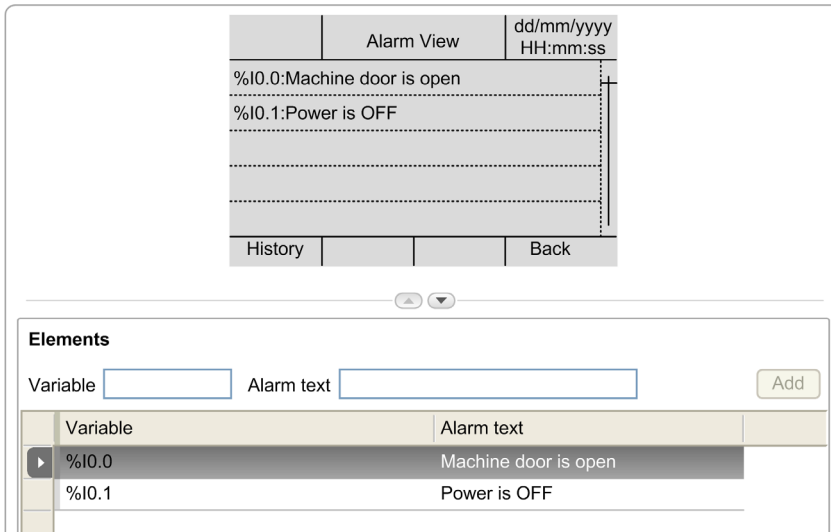 Alarm View
dd/mm/yyyy
HH:mm:ss
%I0.0:Machine door is open
%I0.1:Power is OFF
History Back
Elements
Variable Alarm text Add
Variable Alarm text
%I0.0 Machine door is open
%I0.1 Power is OFF